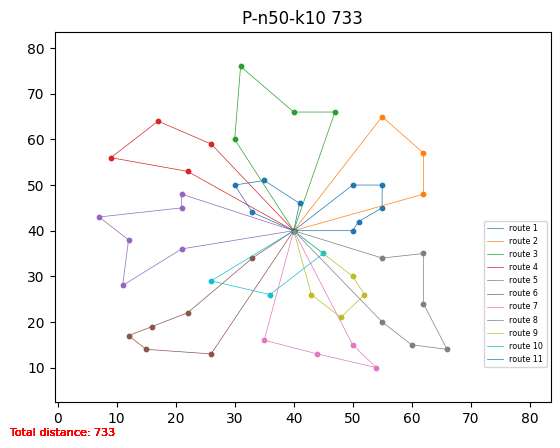 P-n50-k10 733
80
70
60
50
40
30
20
10
0 10 20 30 40 50 60 70 80
route 1
route 2
route 3
route 4
route 5
route 6
route 7
route 8
route 9
route 10
route 11
Total distance: 733